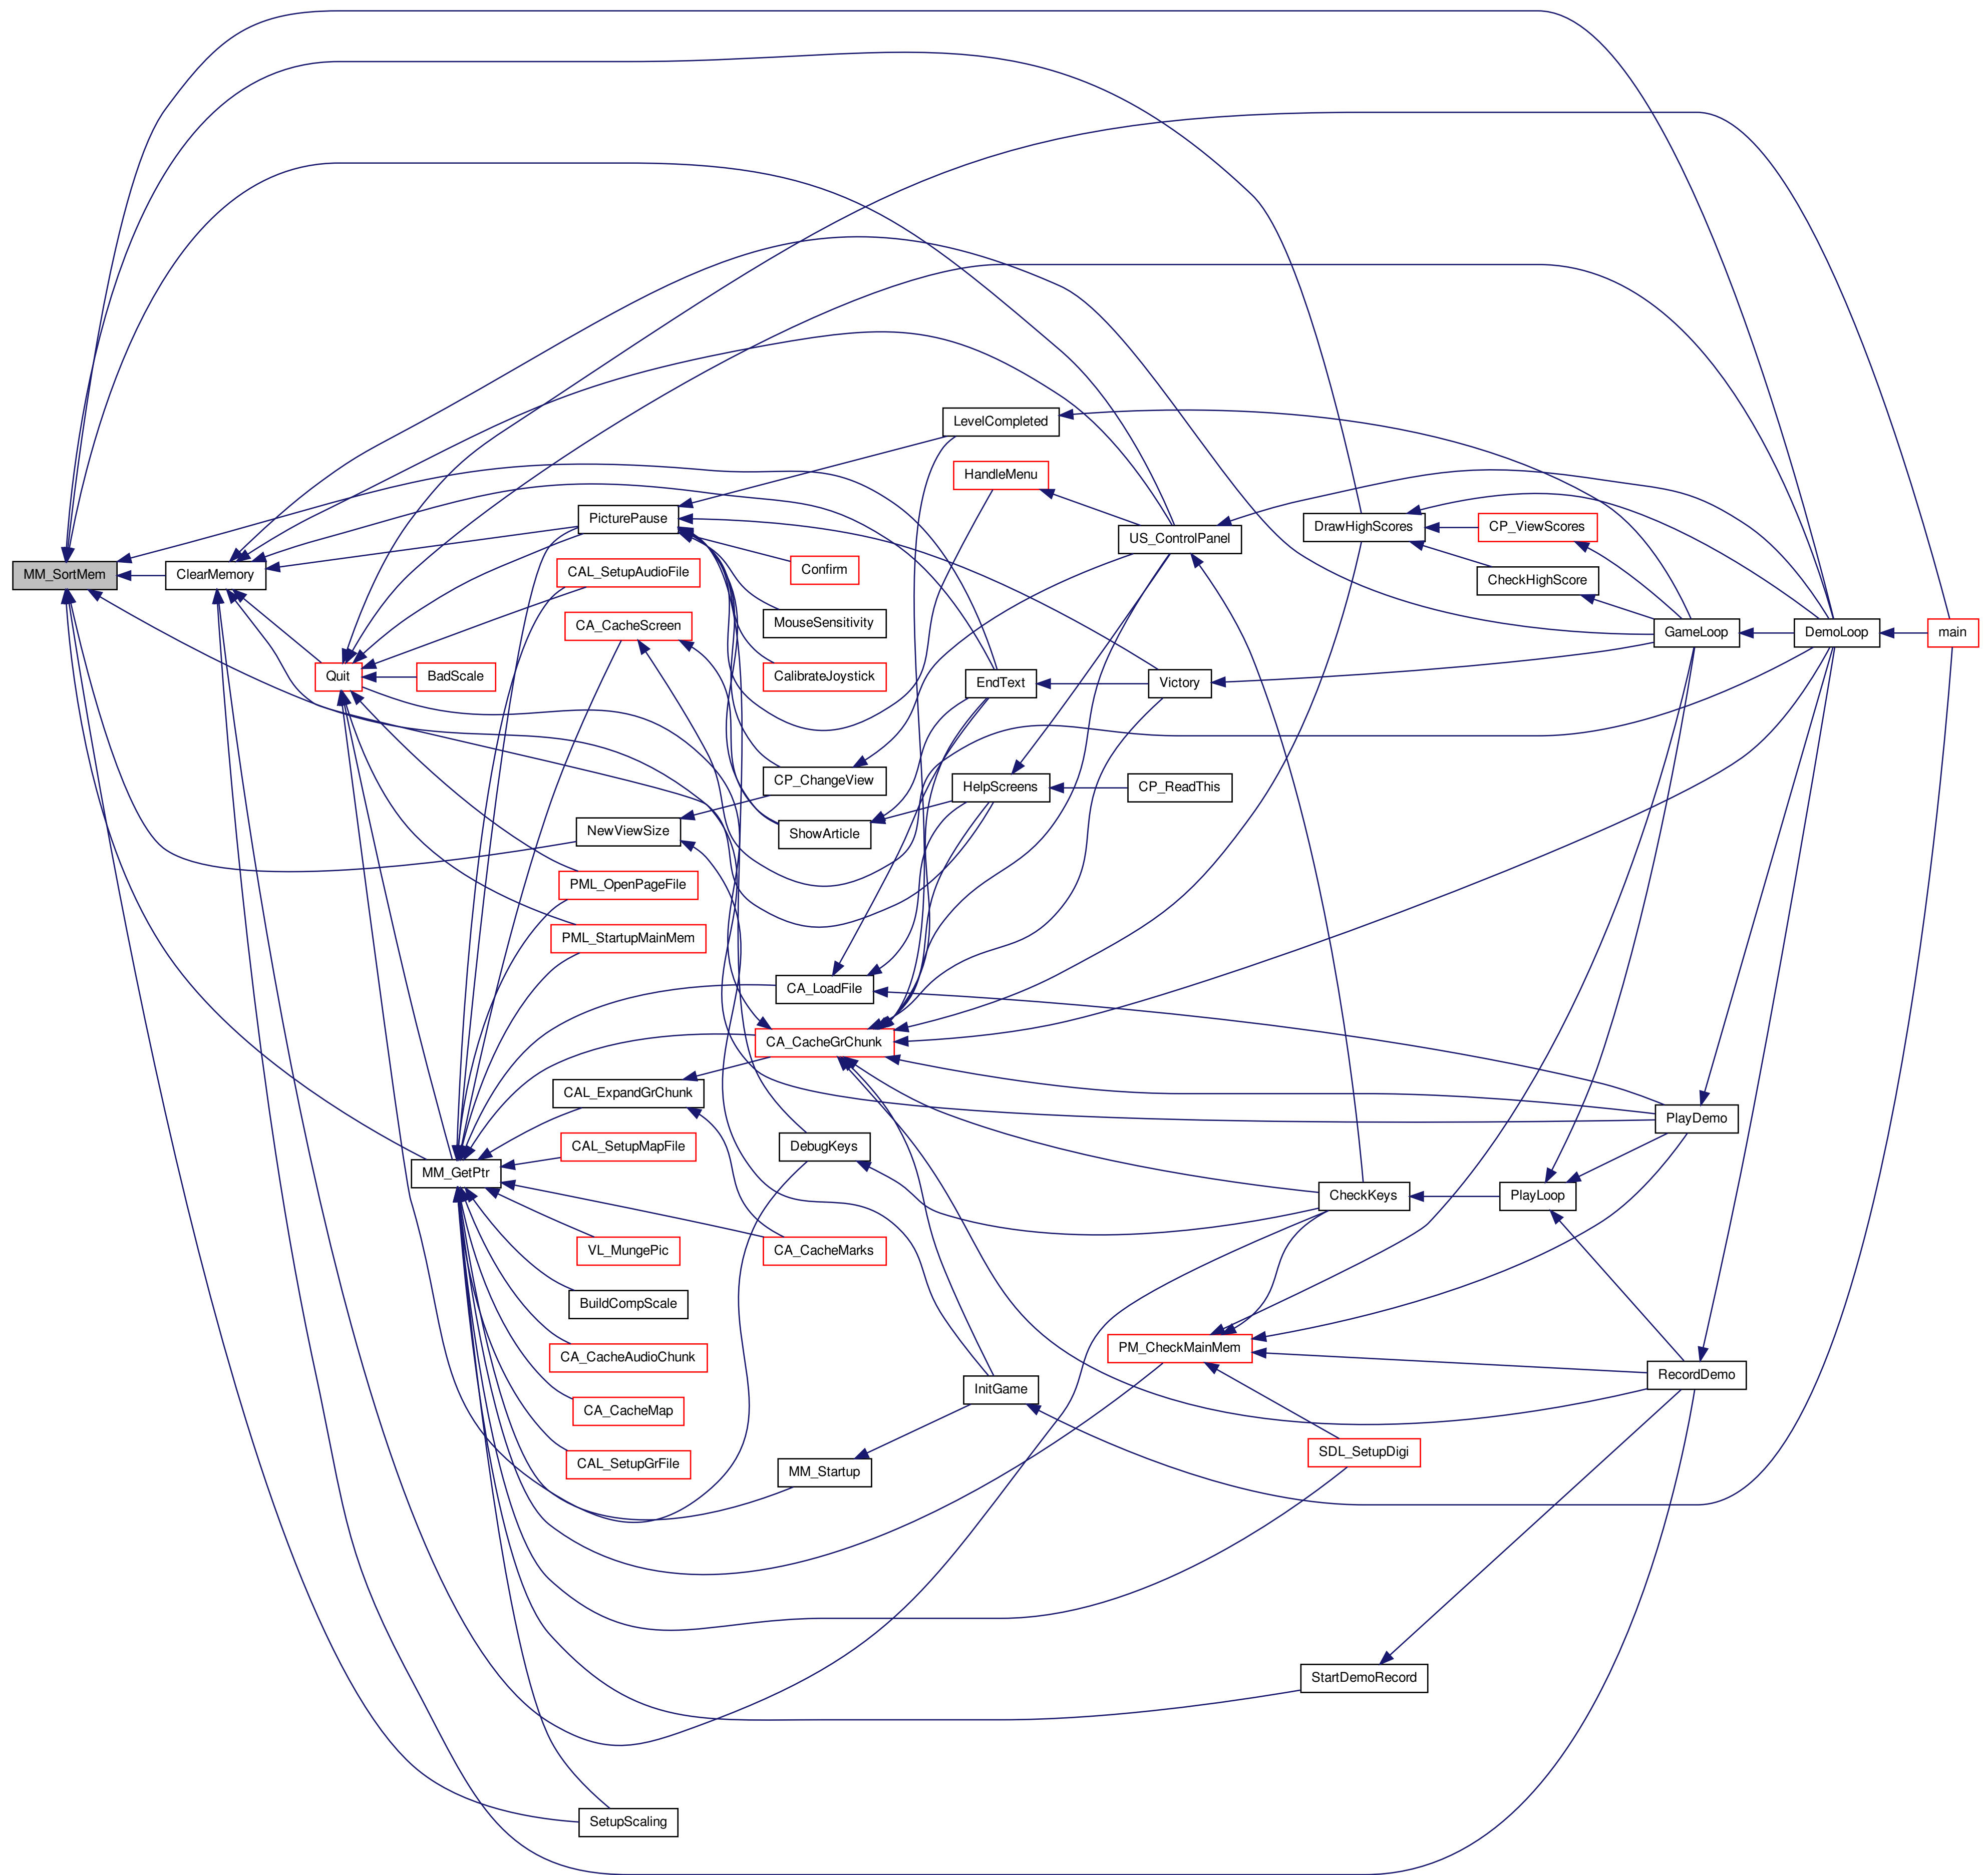 LevelCompleted
HandleMenu
PicturePause
DrawHighScores
CP_ViewScores
US_ControlPanel
Confirm
MM_SortMem
ClearMemory
CAL_SetupAudioFile
CheckHighScore
MouseSensitivity
CA_CacheScreen
GameLoop
DemoLoop
main
Quit
BadScale
CalibrateJoystick
EndText
Victory
CP_ChangeView
HelpScreens
CP_ReadThis
NewViewSize
ShowArticle
PML_OpenPageFile
PML_StartupMainMem
CA_LoadFile
CA_CacheGrChunk
CAL_ExpandGrChunk
PlayDemo
CAL_SetupMapFile
DebugKeys
MM_GetPtr
CheckKeys
PlayLoop
VL_MungePic
CA_CacheMarks
BuildCompScale
PM_CheckMainMem
CA_CacheAudioChunk
RecordDemo
InitGame
CA_CacheMap
SDL_SetupDigi
CAL_SetupGrFile
MM_Startup
StartDemoRecord
SetupScaling